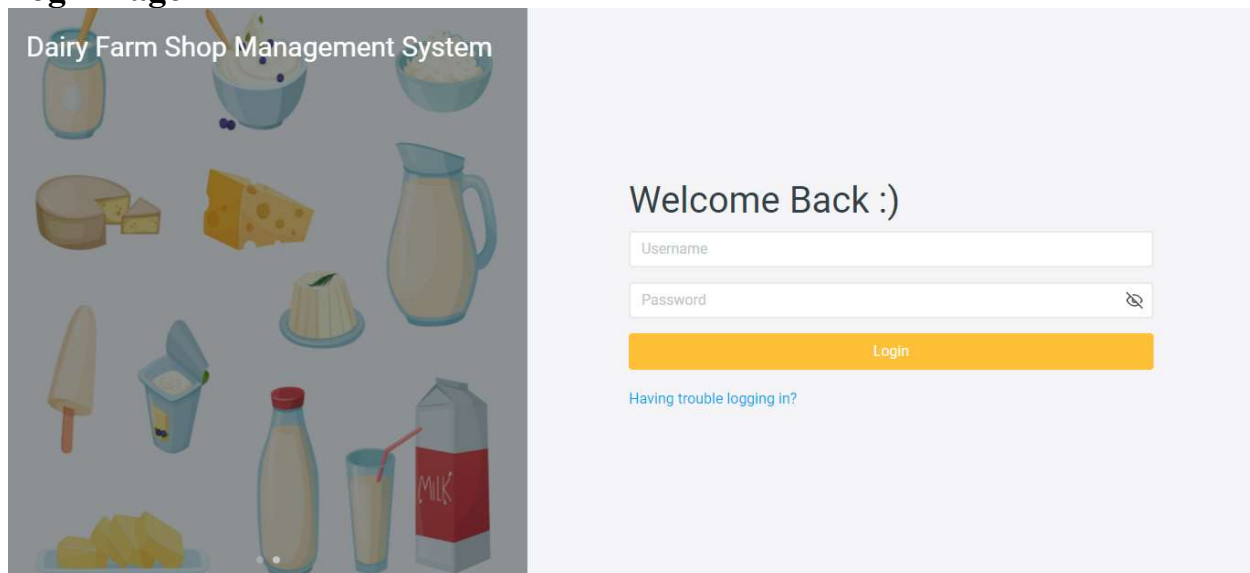 Dairy Farm Shop Management System
Welcome Back :)
Username
Password
Login
Having trouble logging in?
MILK